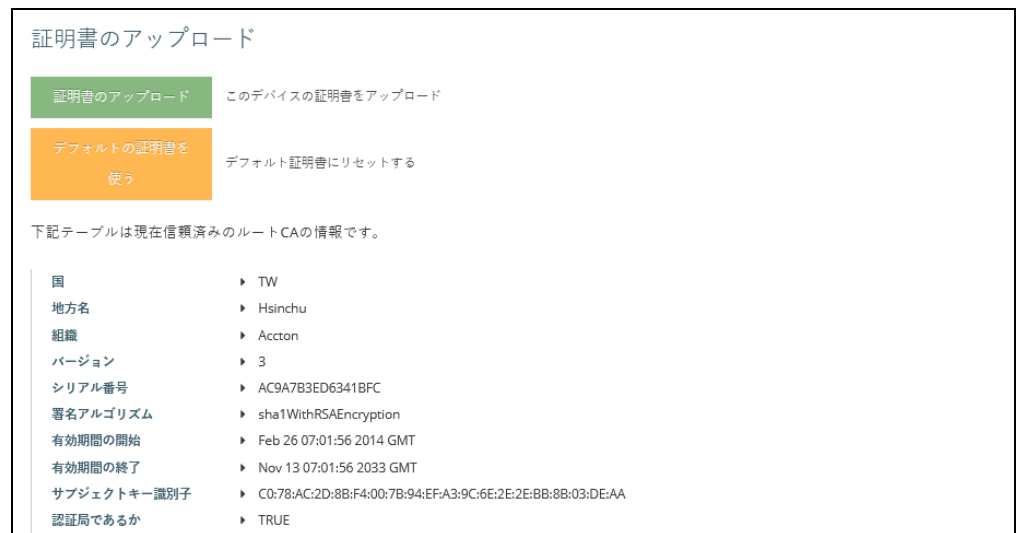 証明書のアップロード
証明書のアップロード このデバイスの証明書をアップロード
デフォルトの証明書を
使う
デフォルト証明書にリセットする
下記テーブルは現在信頼済みのルートCAの情報です。
国 TW
地方名 Hsinchu
組織 Accton
バージョン 3
シリアル番号 AC9A7B3ED6341BFC
署名アルゴリズム sha1WithRSAEncryption
有効期間の開始 Feb 26 07:01:56 2014 GMT
有効期間の終了 Nov 13 07:01:56 2033 GMT
サブジェクトキー識別子 C0:78:AC:2D:8B:F4:00:7B:94:EF:A3:9C:6E:2E:2E:BB:8B:03:DE:AA
認証局であるか TRUE